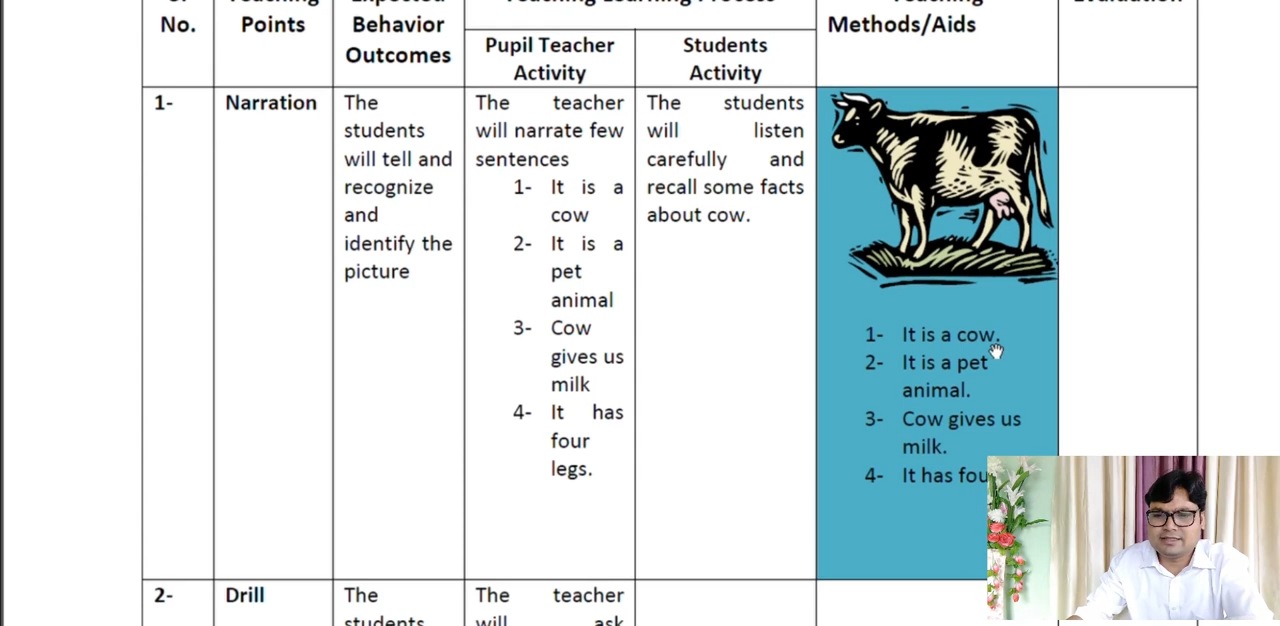 No.
Points
Behavior
Outcomes
Pupil Teacher
Activity
Students
Activity
Methods/Aids
1-
Narration
The
students
will tell and
recognize
and
identify the
picture
The teacher
will narrate few
sentences
1- It is a
cow
2- It is a
pet
animal
3- Cow
gives us
milk
4- It has
four
legs.
The students
will listen
carefully and
recall some facts
about cow.
1- It is a cow.
2- It is a pet
animal.
3- Cow gives us
milk.
4- It has fou
2-
Drill
The
students
The teacher
will ask